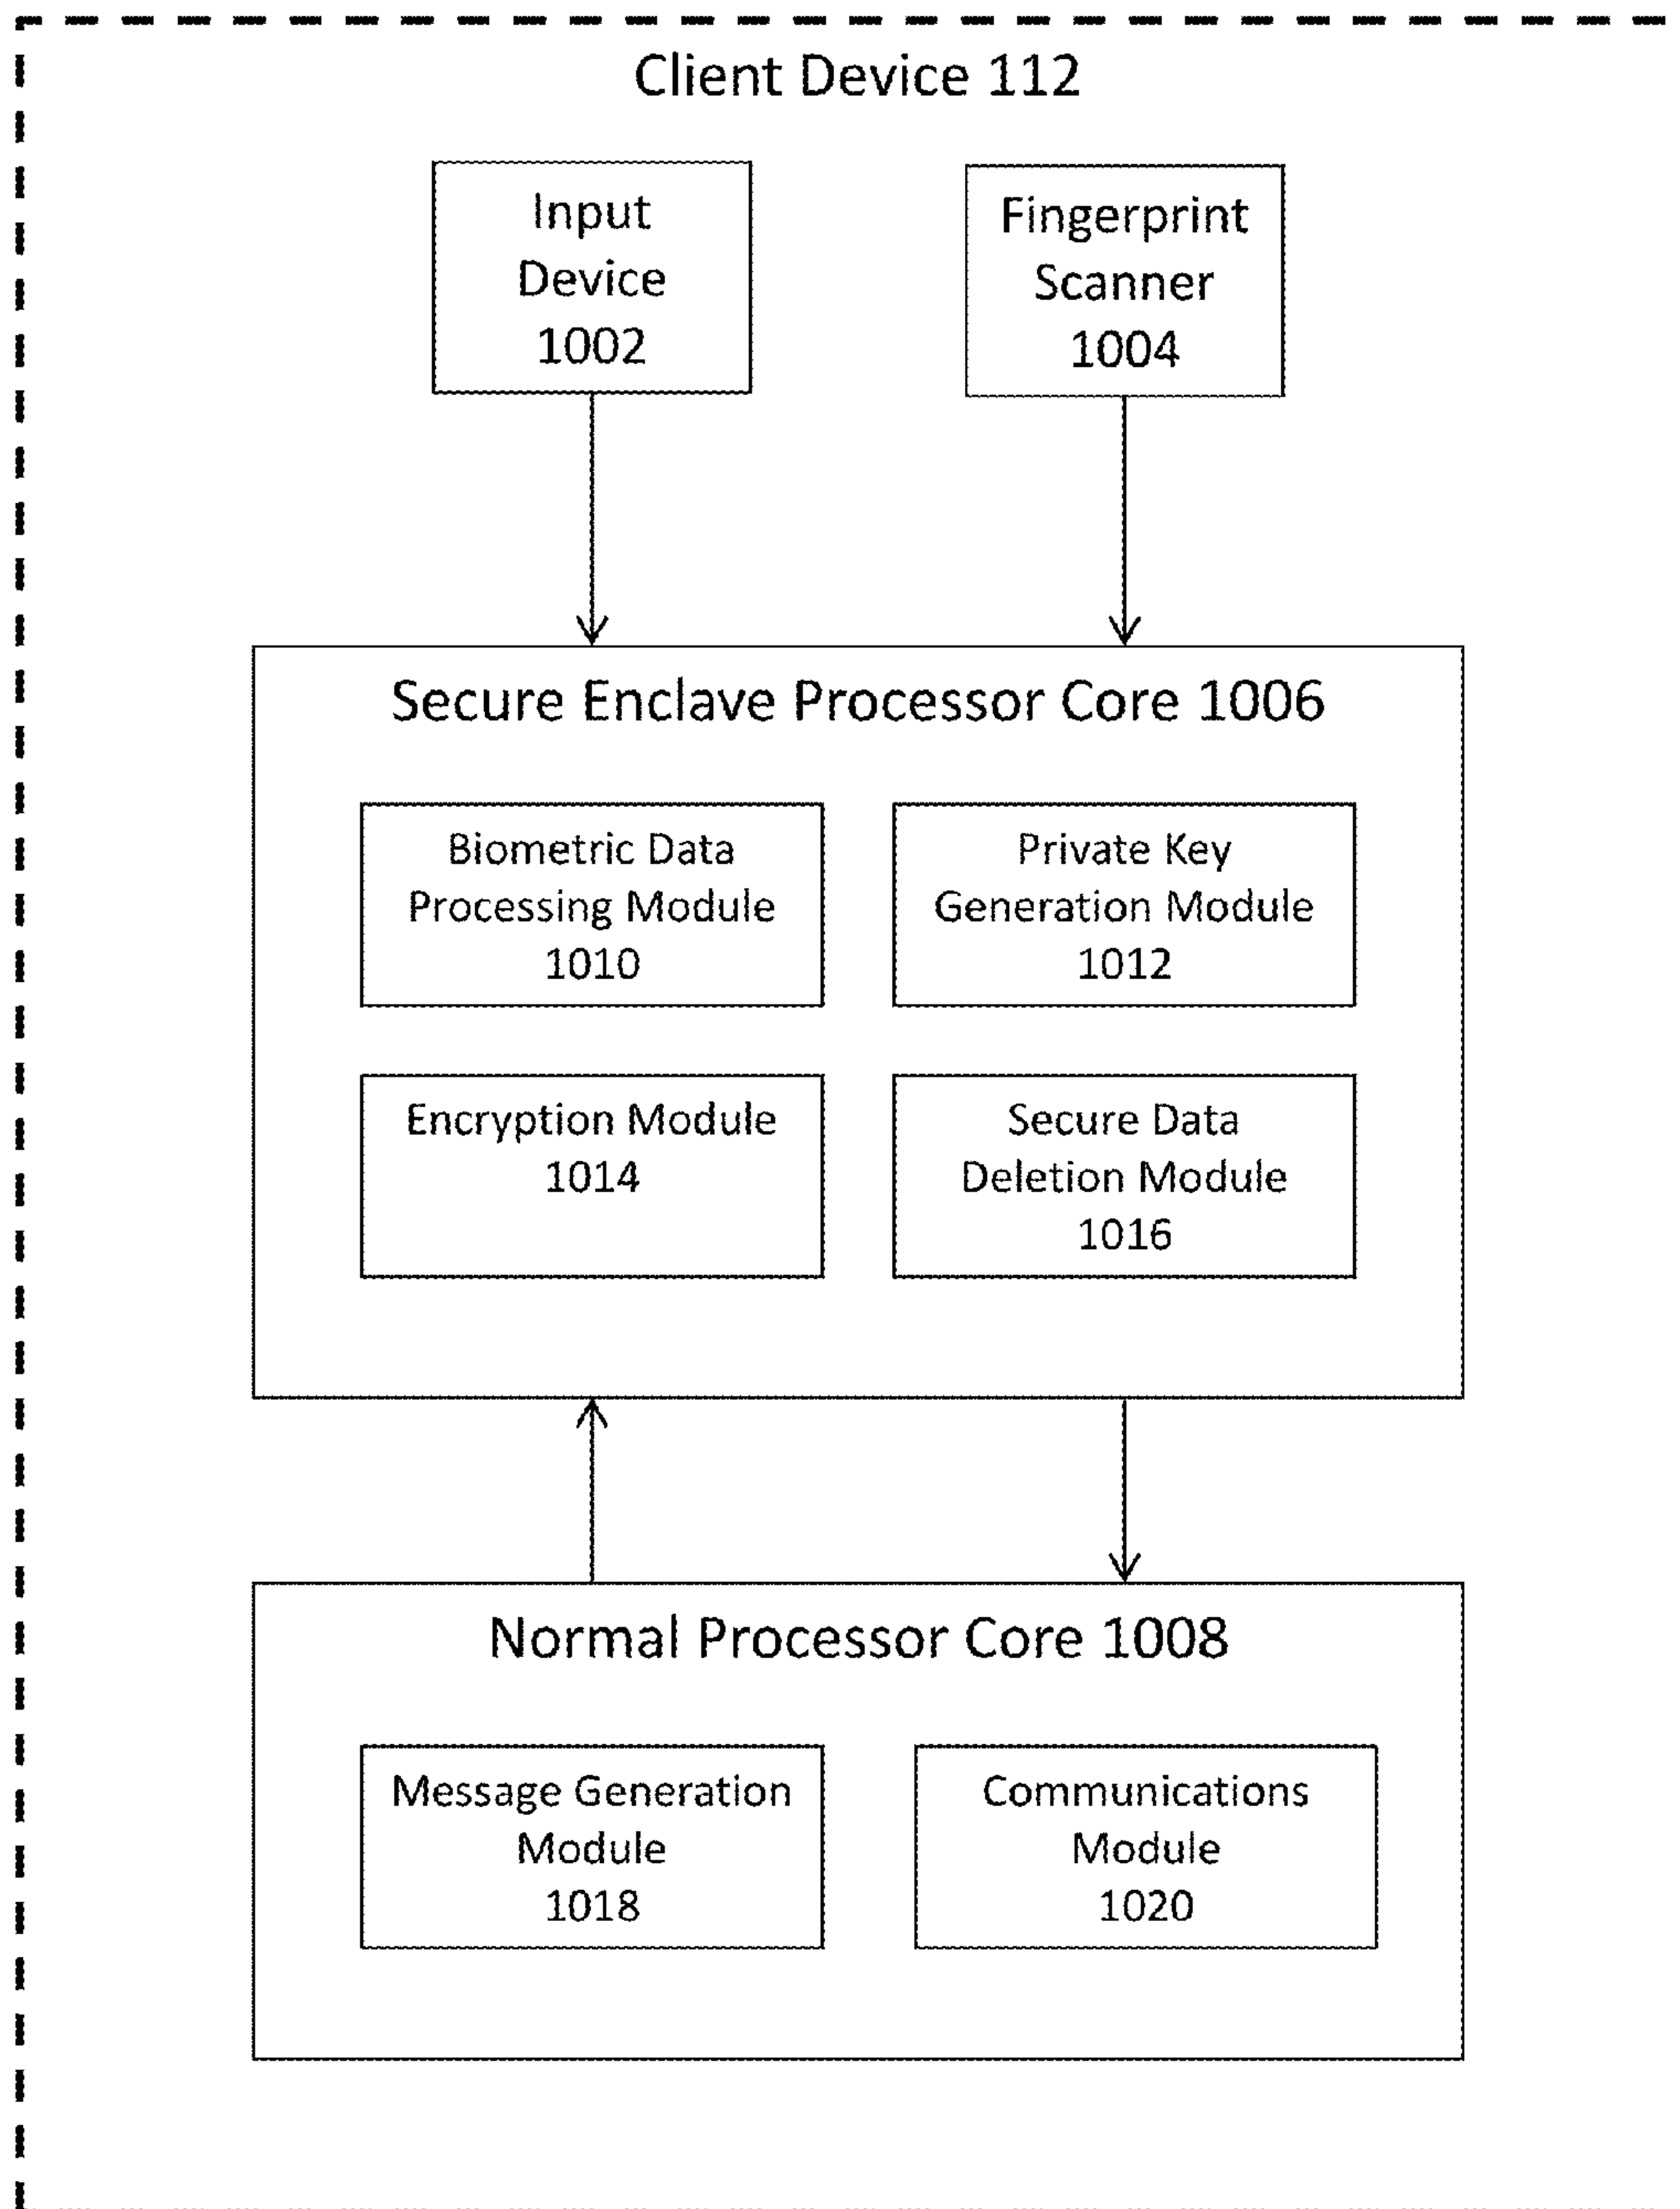 Client Device 112
Input
Device
1002
Fingerprint
Scanner
1004
Secure Enclave Processor Core 1006
Biometric Data
Processing Module
1010
Private Key
Generation Module
1012
Encryption Module
1014
Secure Data
Deletion Module
1016
Normal Processor Core 1008
Message Generation
Module
1018
Communications
Module
1020